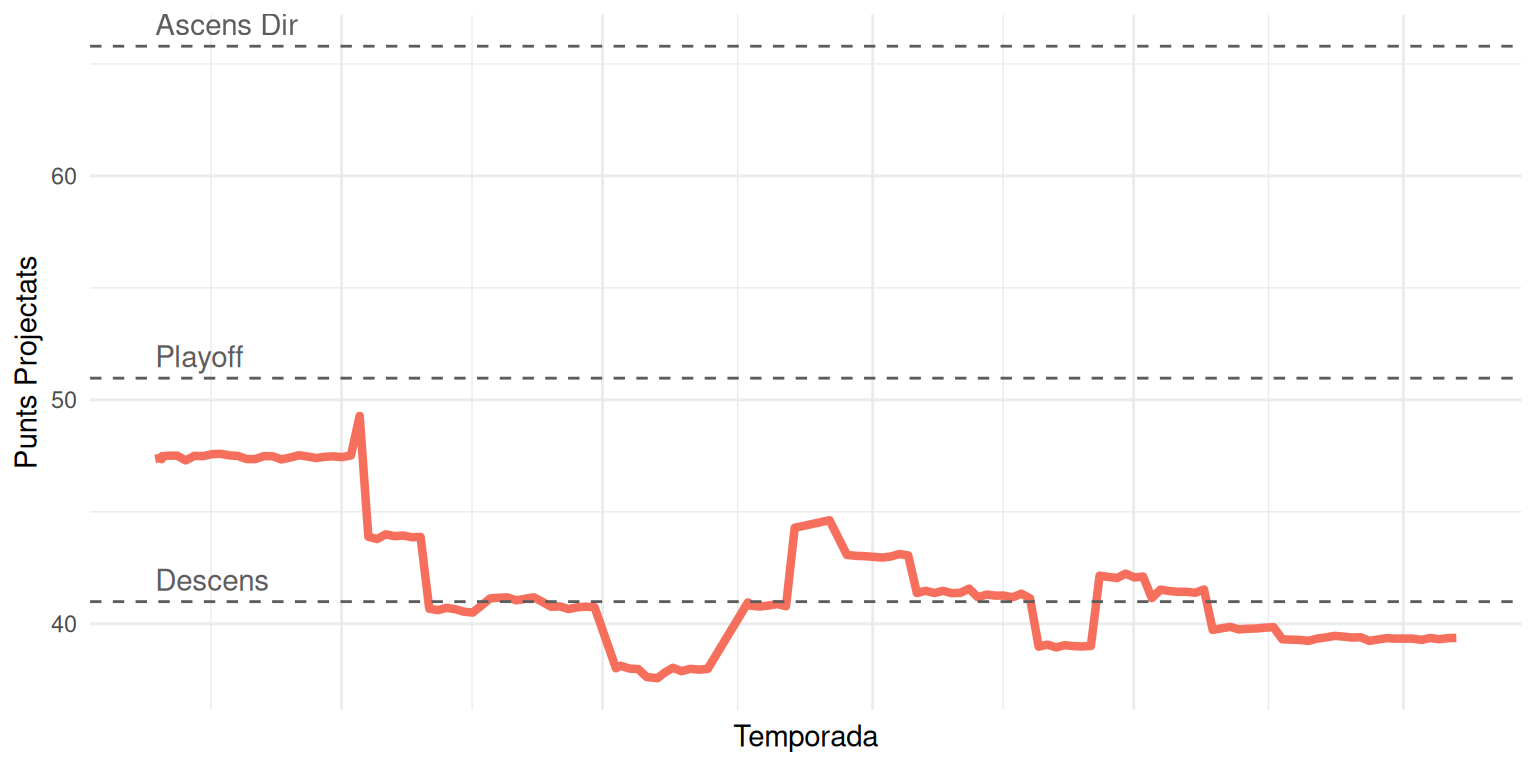 Ascens Dir
60
Playoff
50
Descens
40
Punts Projectats
Temporada